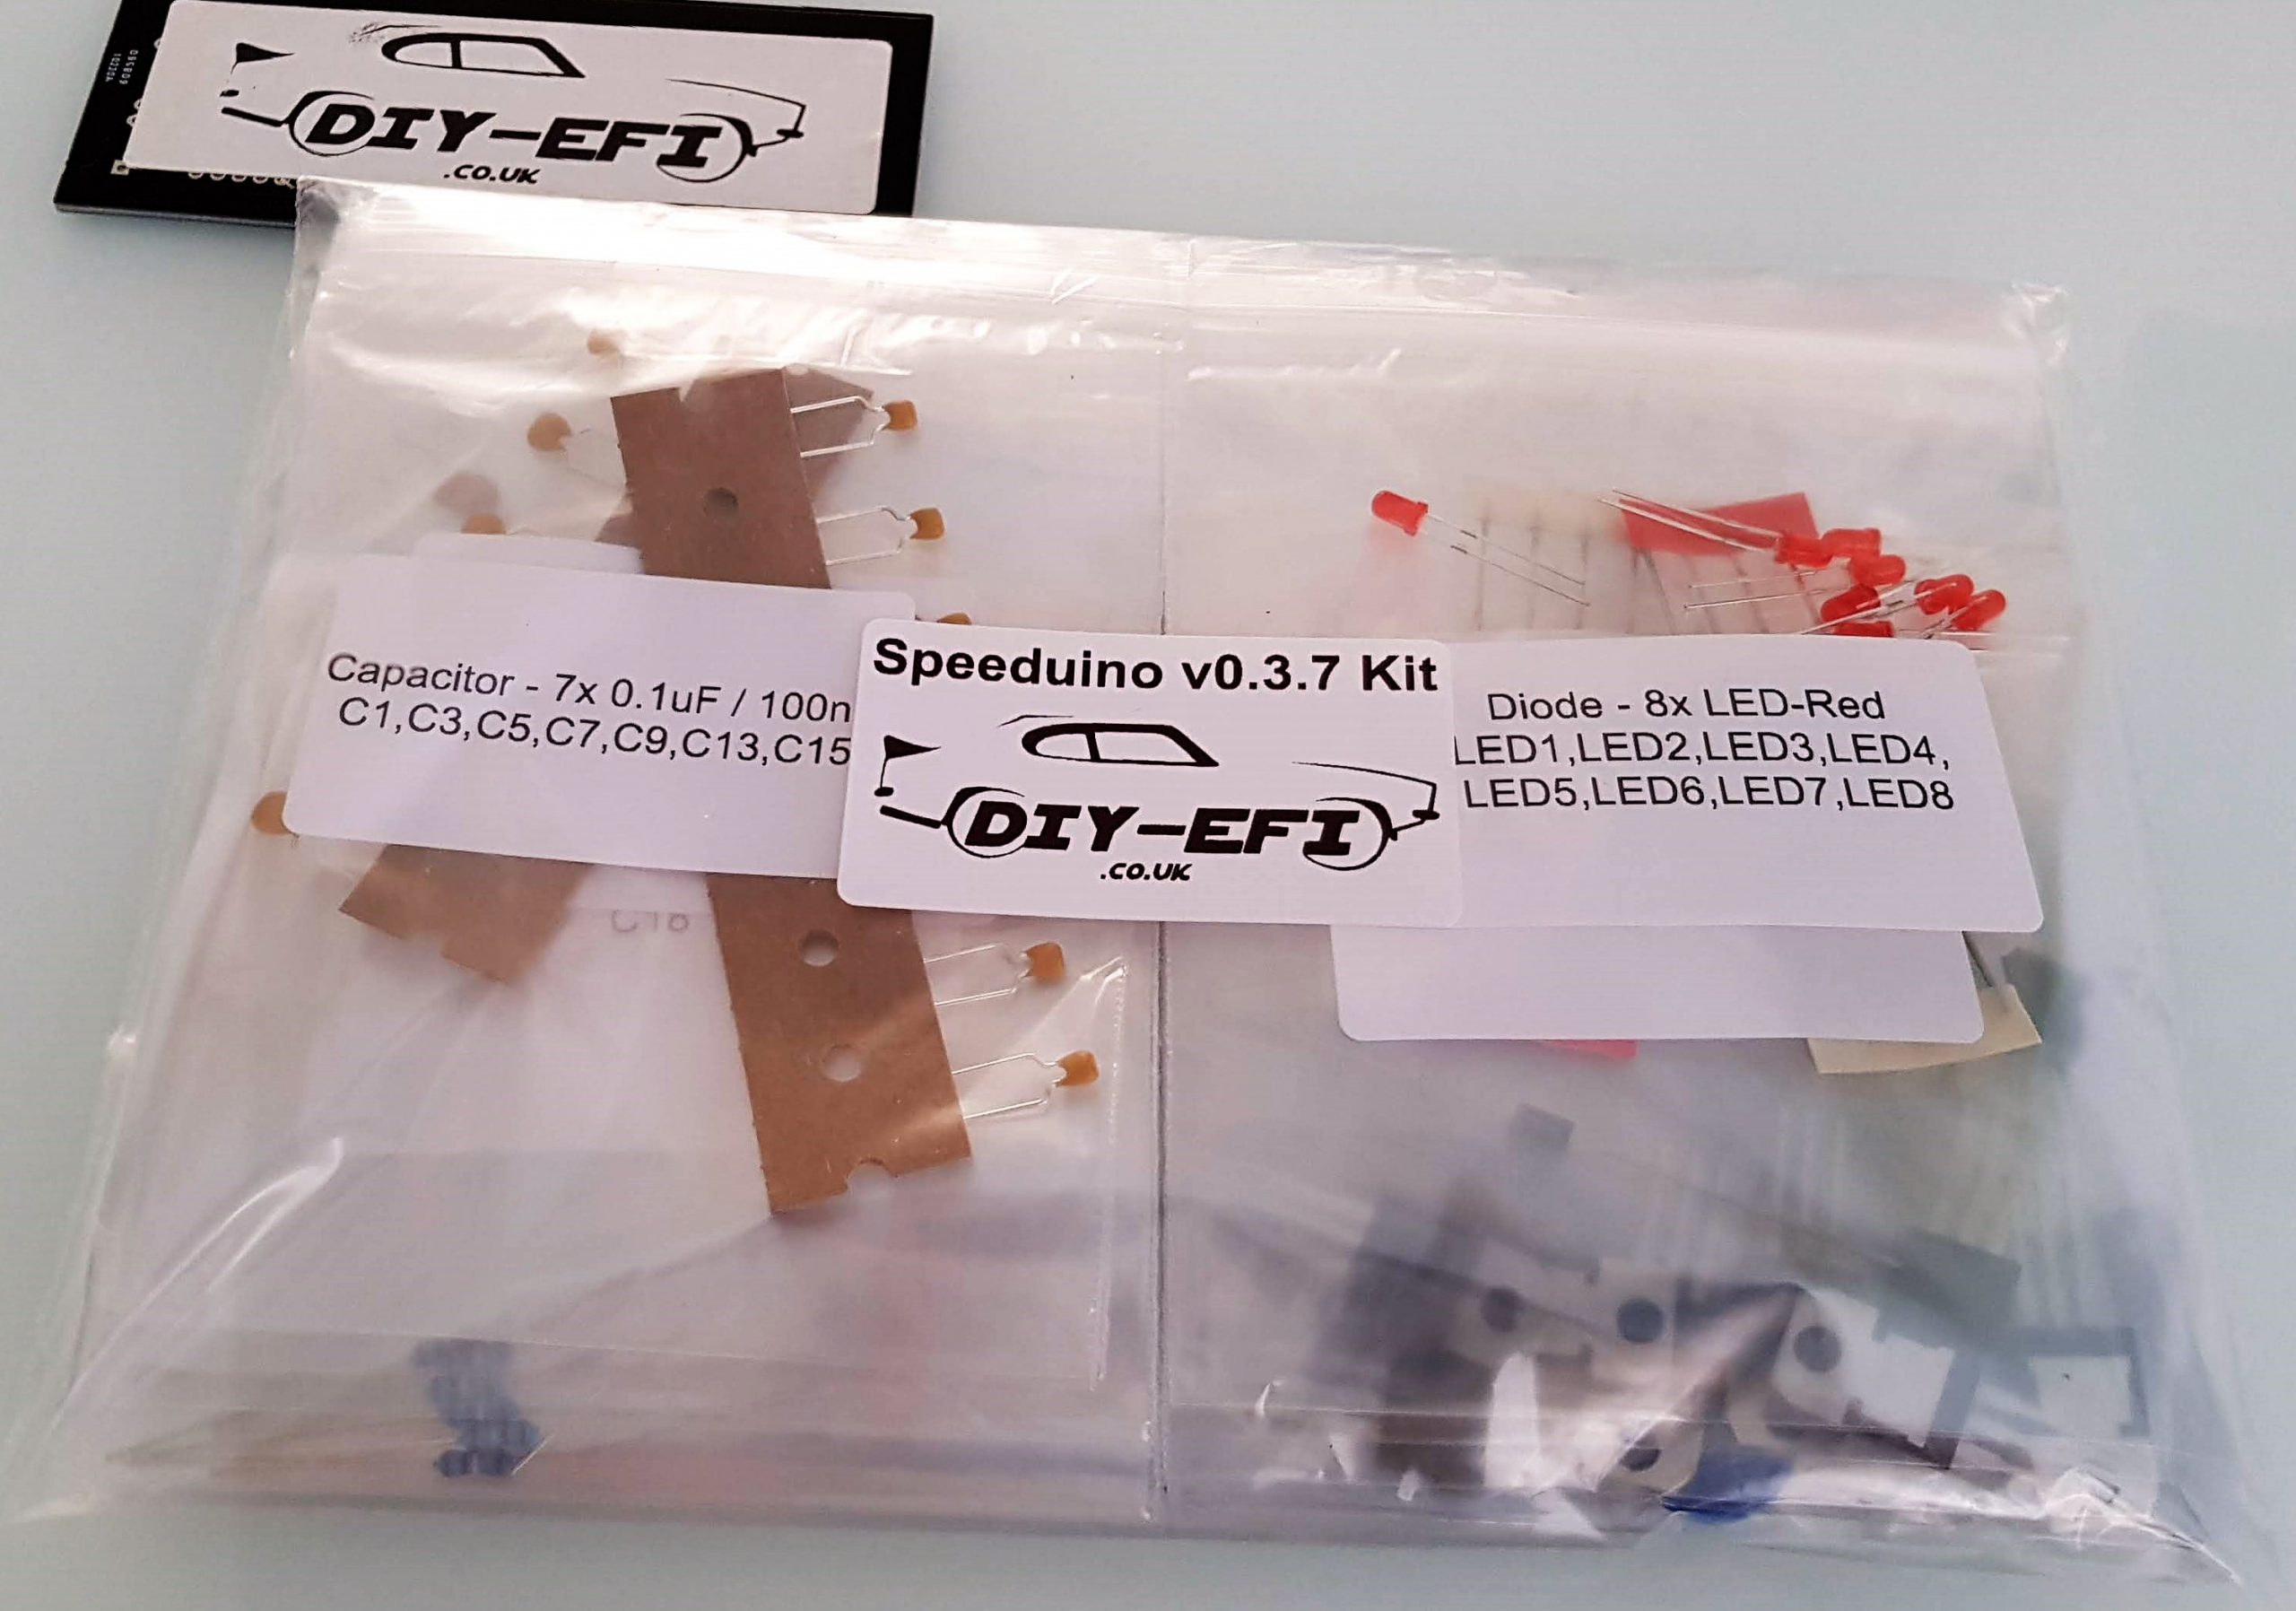 DIY-EFI
.CO.UK
Capacitor - 7x 0.1uF / 100n
C1,C3,C5,C7,C9,C13,C15
Speeduino v0.3.7 Kit
DIY-EFI
.CO.UK
Diode - 8x LED-Red
LED1,LED2,LED3,LED4,
LED5,LED6,LED7,LED8